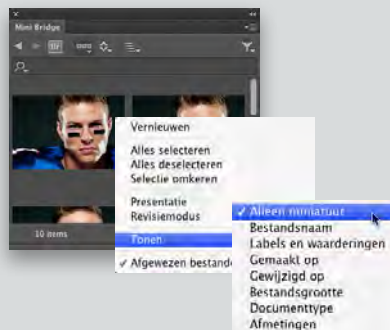 Mini Bridge
Vernieuwen
Alles selecteren
Alles deselecteren
Selectie omkeren
Presentatie
Revisiemodus
Tonen
✓ Afgewezen bestande
10 items
✓ Alleen miniatuur
Bestandsnaam
Labels en waarderingen
Gemaakt op
Gewijzigd op
Bestandsgrootte
Documenttype
Afmetingen